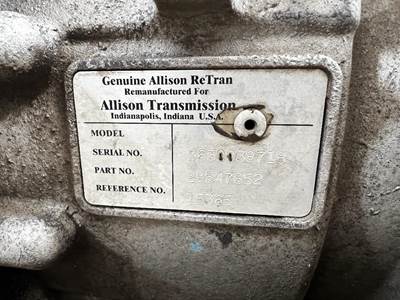 Genuine Allison ReTran
Remanufactured For
Allison Transmission
Indianapolis, Indiana U.S.A.
MODEL
SERIAL NO.
PART NO.
REFERENCE NO.